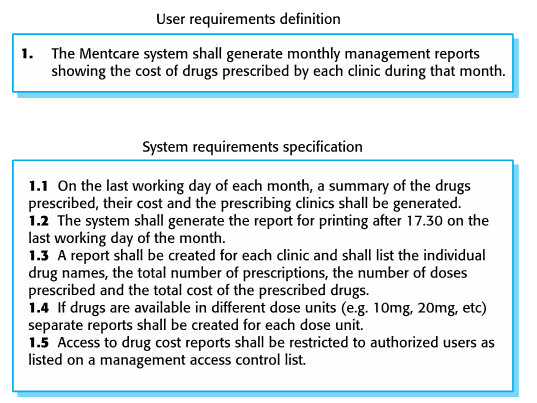 User requirements definition
1. The Mentcare system shall generate monthly management reports
showing the cost of drugs prescribed by each clinic during that month.
System requirements specification
1.1 On the last working day of each month, a summary of the drugs
prescribed, their cost and the prescribing clinics shall be generated.
1.2 The system shall generate the report for printing after 17.30 on the
last working day of the month.
1.3 A report shall be created for each clinic and shall list the individual
drug names, the total number of prescriptions, the number of doses
prescribed and the total cost of the prescribed drugs.
1.4 If drugs are available in different dose units (e.g. 10mg, 20mg, etc)
separate reports shall be created for each dose unit.
1.5 Access to drug cost reports shall be restricted to authorized users as
listed on a management access control list.